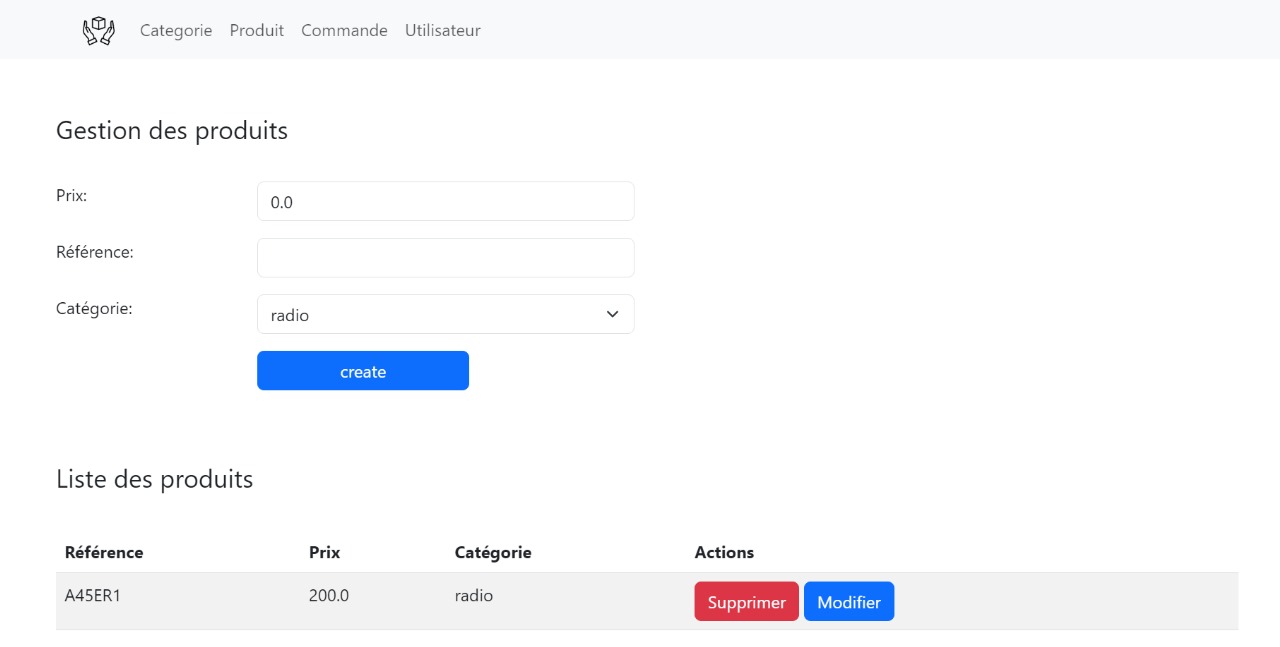 Categorie Produit Commande Utilisateur
Gestion des produits
Prix: 0.0
Référence:
Catégorie: radio
create
Liste des produits
Référence Prix Catégorie Actions
A45ER1 200.0 radio Supprimer Modifier